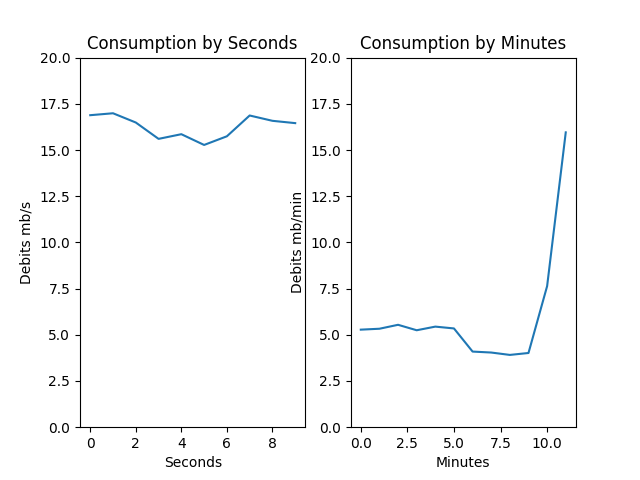 Consumption by Seconds
20.0
17.5
15.0
12.5
10.0
7.5
5.0
2.5
0.0
Debits mb/s
0 2 4 6 8
Seconds
Consumption by Minutes
20.0
17.5
15.0
12.5
10.0
7.5
5.0
2.5
0.0
Debits mb/min
0.0 2.5 5.0 7.5 10.0
Minutes